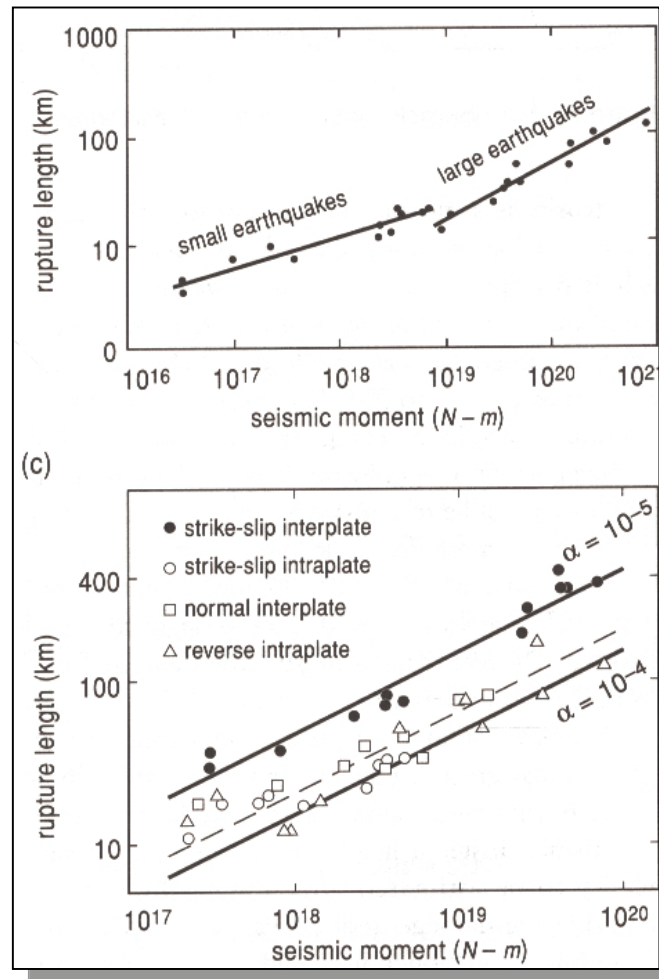 1000
100
10
0
rupture length (km)
small earthquakes
large earthquakes
10¹⁶ 10¹⁷ 10¹⁸ 10¹⁹ 10²⁰ 10²¹
seismic moment (N – m)
(c)
400
100
10
rupture length (km)
strike-slip interplate
strike-slip intraplate
normal interplate
reverse intraplate
α = 10⁻⁵
α = 10⁻⁴
10¹⁷ 10¹⁸ 10¹⁹ 10²⁰
seismic moment (N – m)